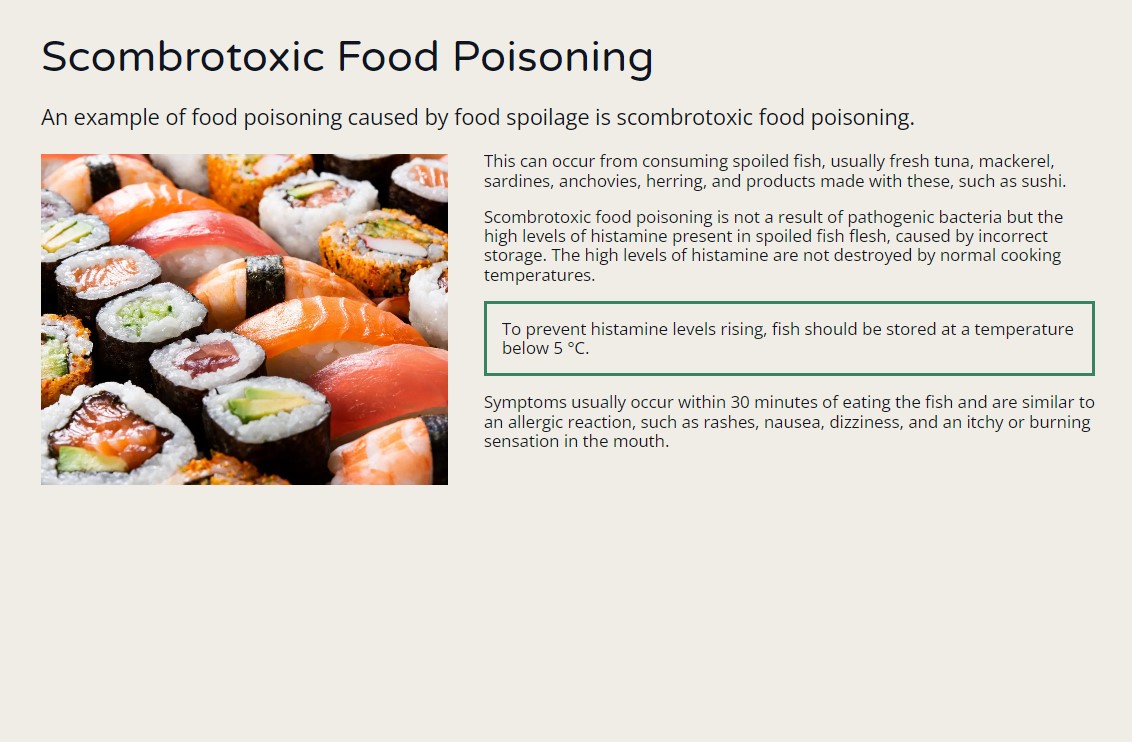 Scombrotoxic Food Poisoning
An example of food poisoning caused by food spoilage is scombrotoxic food poisoning.
This can occur from consuming spoiled fish, usually fresh tuna, mackerel,
sardines, anchovies, herring, and products made with these, such as sushi.
Scombrotoxic food poisoning is not a result of pathogenic bacteria but the
high levels of histamine present in spoiled fish flesh, caused by incorrect
storage. The high levels of histamine are not destroyed by normal cooking
temperatures.
To prevent histamine levels rising, fish should be stored at a temperature
below 5 °C.
Symptoms usually occur within 30 minutes of eating the fish and are similar to
an allergic reaction, such as rashes, nausea, dizziness, and an itchy or burning
sensation in the mouth.